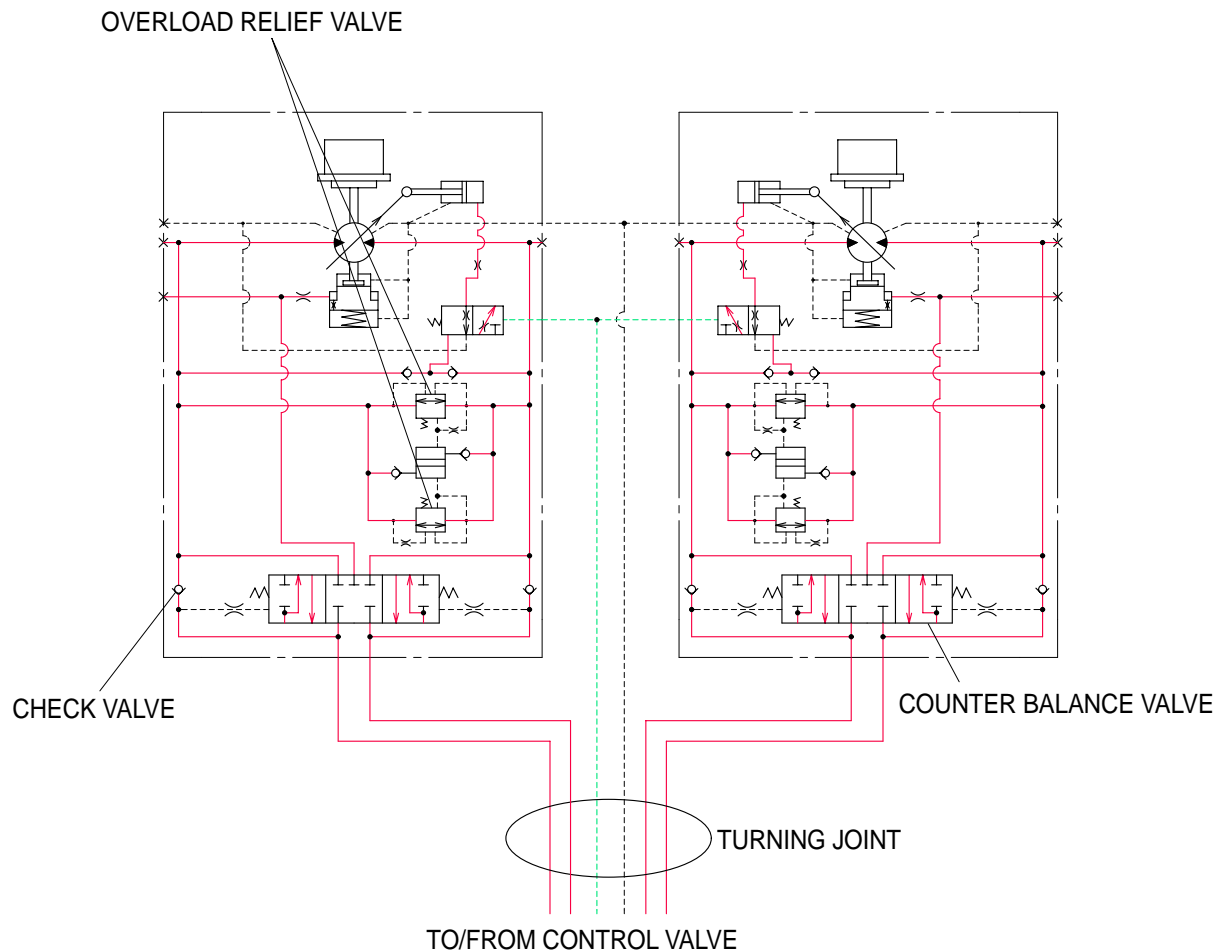 OVERLOAD RELIEF VALVE
CHECK VALVE
COUNTER BALANCE VALVE
TURNING JOINT
TO/FROM CONTROL VALVE